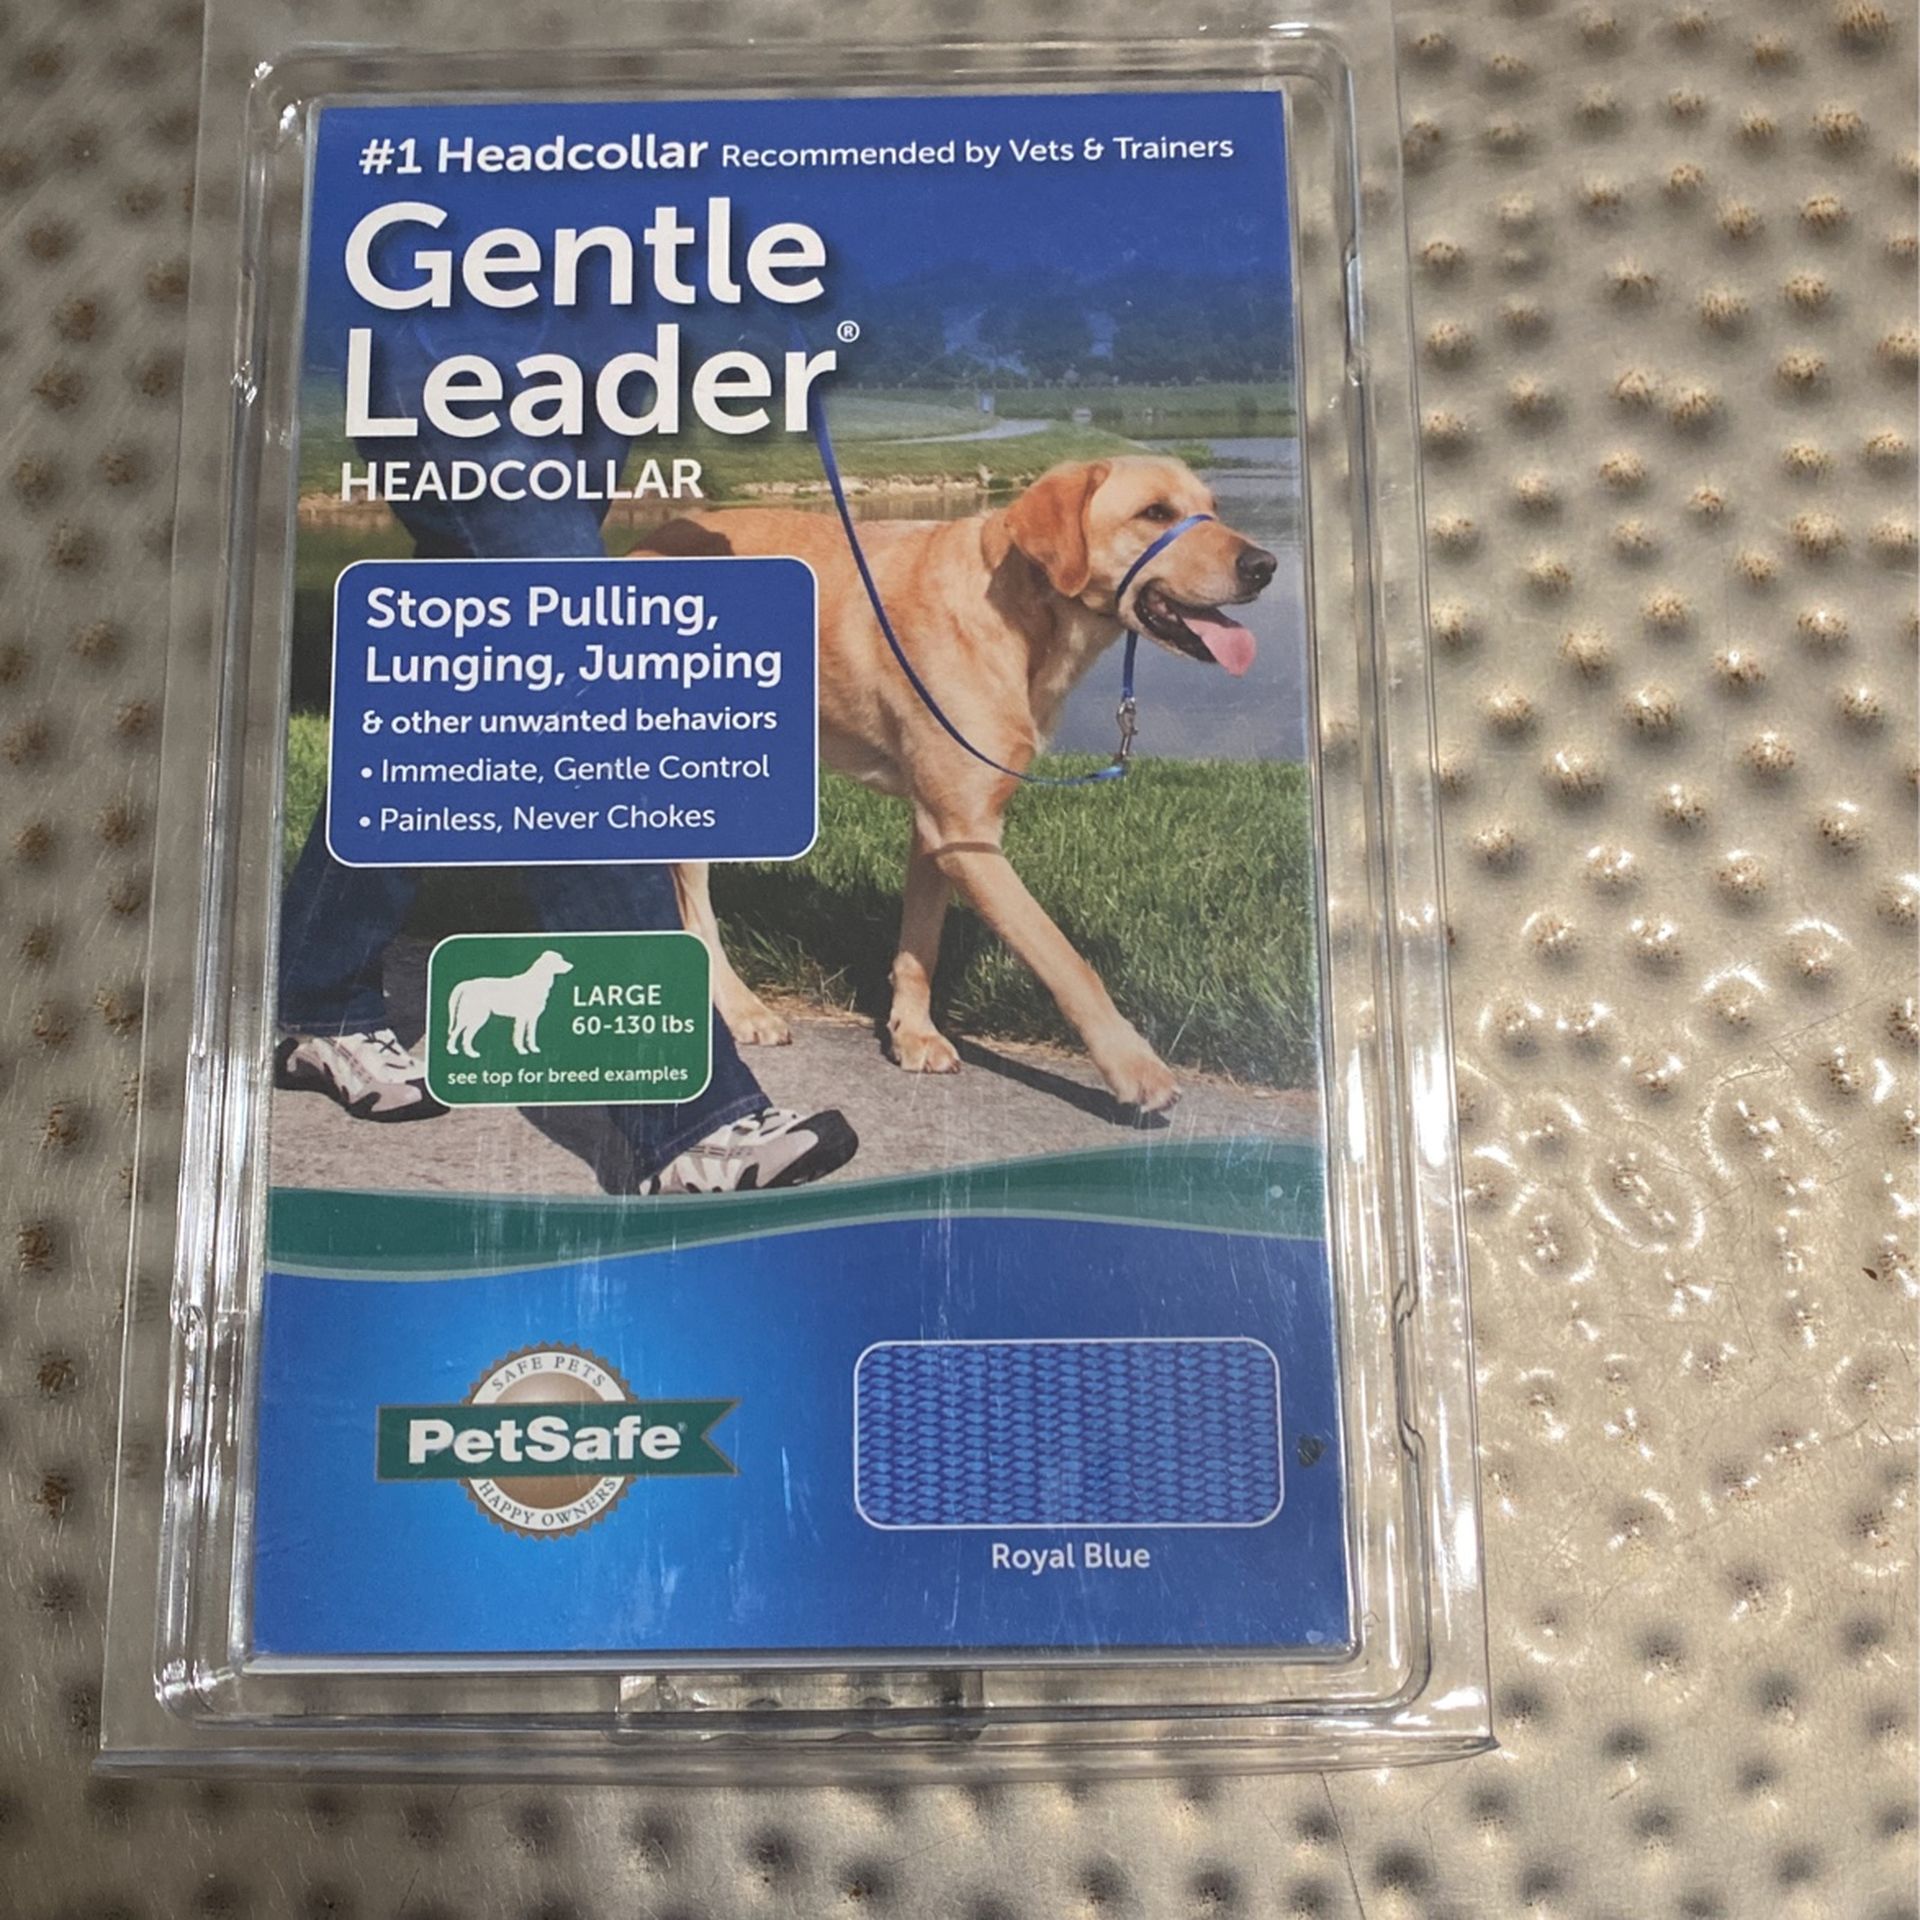 #1 Headcollar Recommended by Vets & Trainers
Gentle
Leader®
HEADCOLLAR
Stops Pulling,
Lunging, Jumping
& other unwanted behaviors
• Immediate, Gentle Control
• Painless, Never Chokes
LARGE
60-130 lbs
see top for breed examples
SAFE PETS
PetSafe®
HAPPY OWNERS
Royal Blue